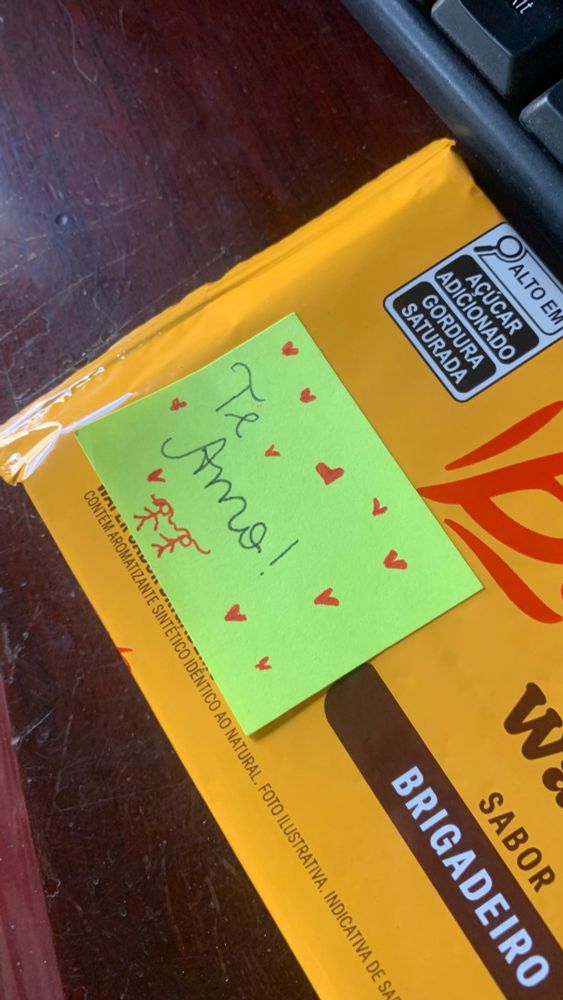 Alt
ALTO EM
AÇÚCAR
ADICIONADO
GORDURA
SATURADA
Te
Amo!
CONTÉM AROMATIZANTE SINTÉTICO IDÊNTICO AO NATURAL. FOTO ILUSTRATIVA. INDICATIVA DE
SABOR
BRIGADEIRO